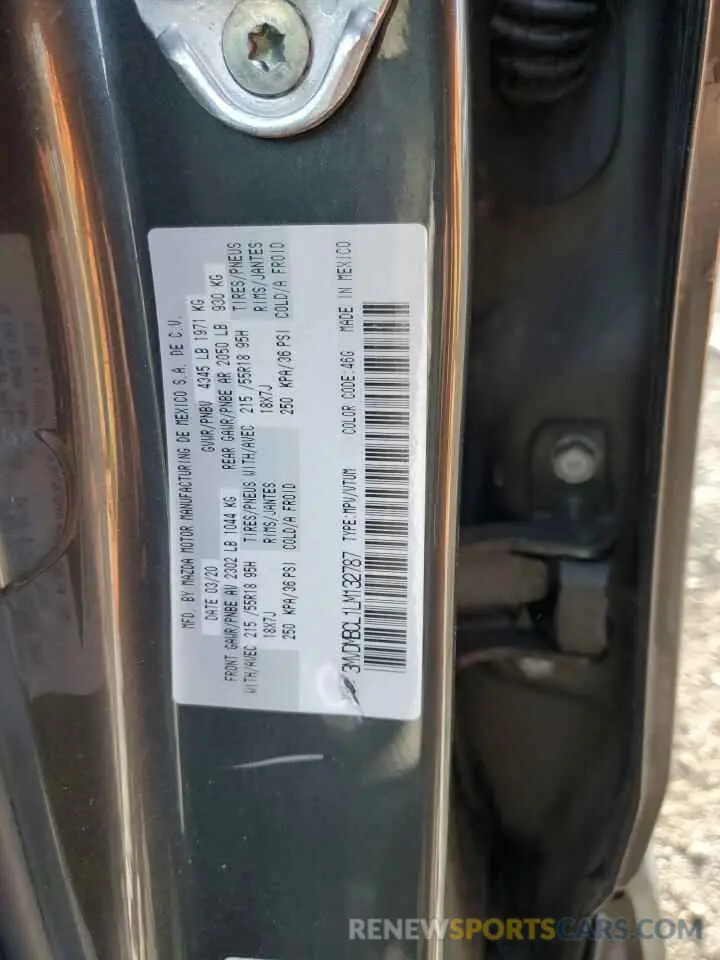 MFD. BY MAZDA MOTOR MANUFACTURING DE MEXICO S.A. DE C.V.
DATE 03/20 GVWR/PNBV 4345 LB 1971 KG
FRONT GAWR/PNBE AV 2302 LB 1044 KG REAR GAWR/PNBE AR 2050 LB 930 KG
WITH/AVEC 215 /55R18 95H TIRES/PNEUS WITH/AVEC 215 /55R18 95H TIRES/PNEUS
18X7J RIMS/JANTES 18X7J RIMS/JANTES
250 KPA/36 PSI COLD/A FROID 250 KPA/36 PSI COLD/A FROID
3MVDMBCL1LM132787 TYPE:MPV/VTUM COLOR CODE:46G MADE IN MEXICO
RENEWSPORTSCARS.COM